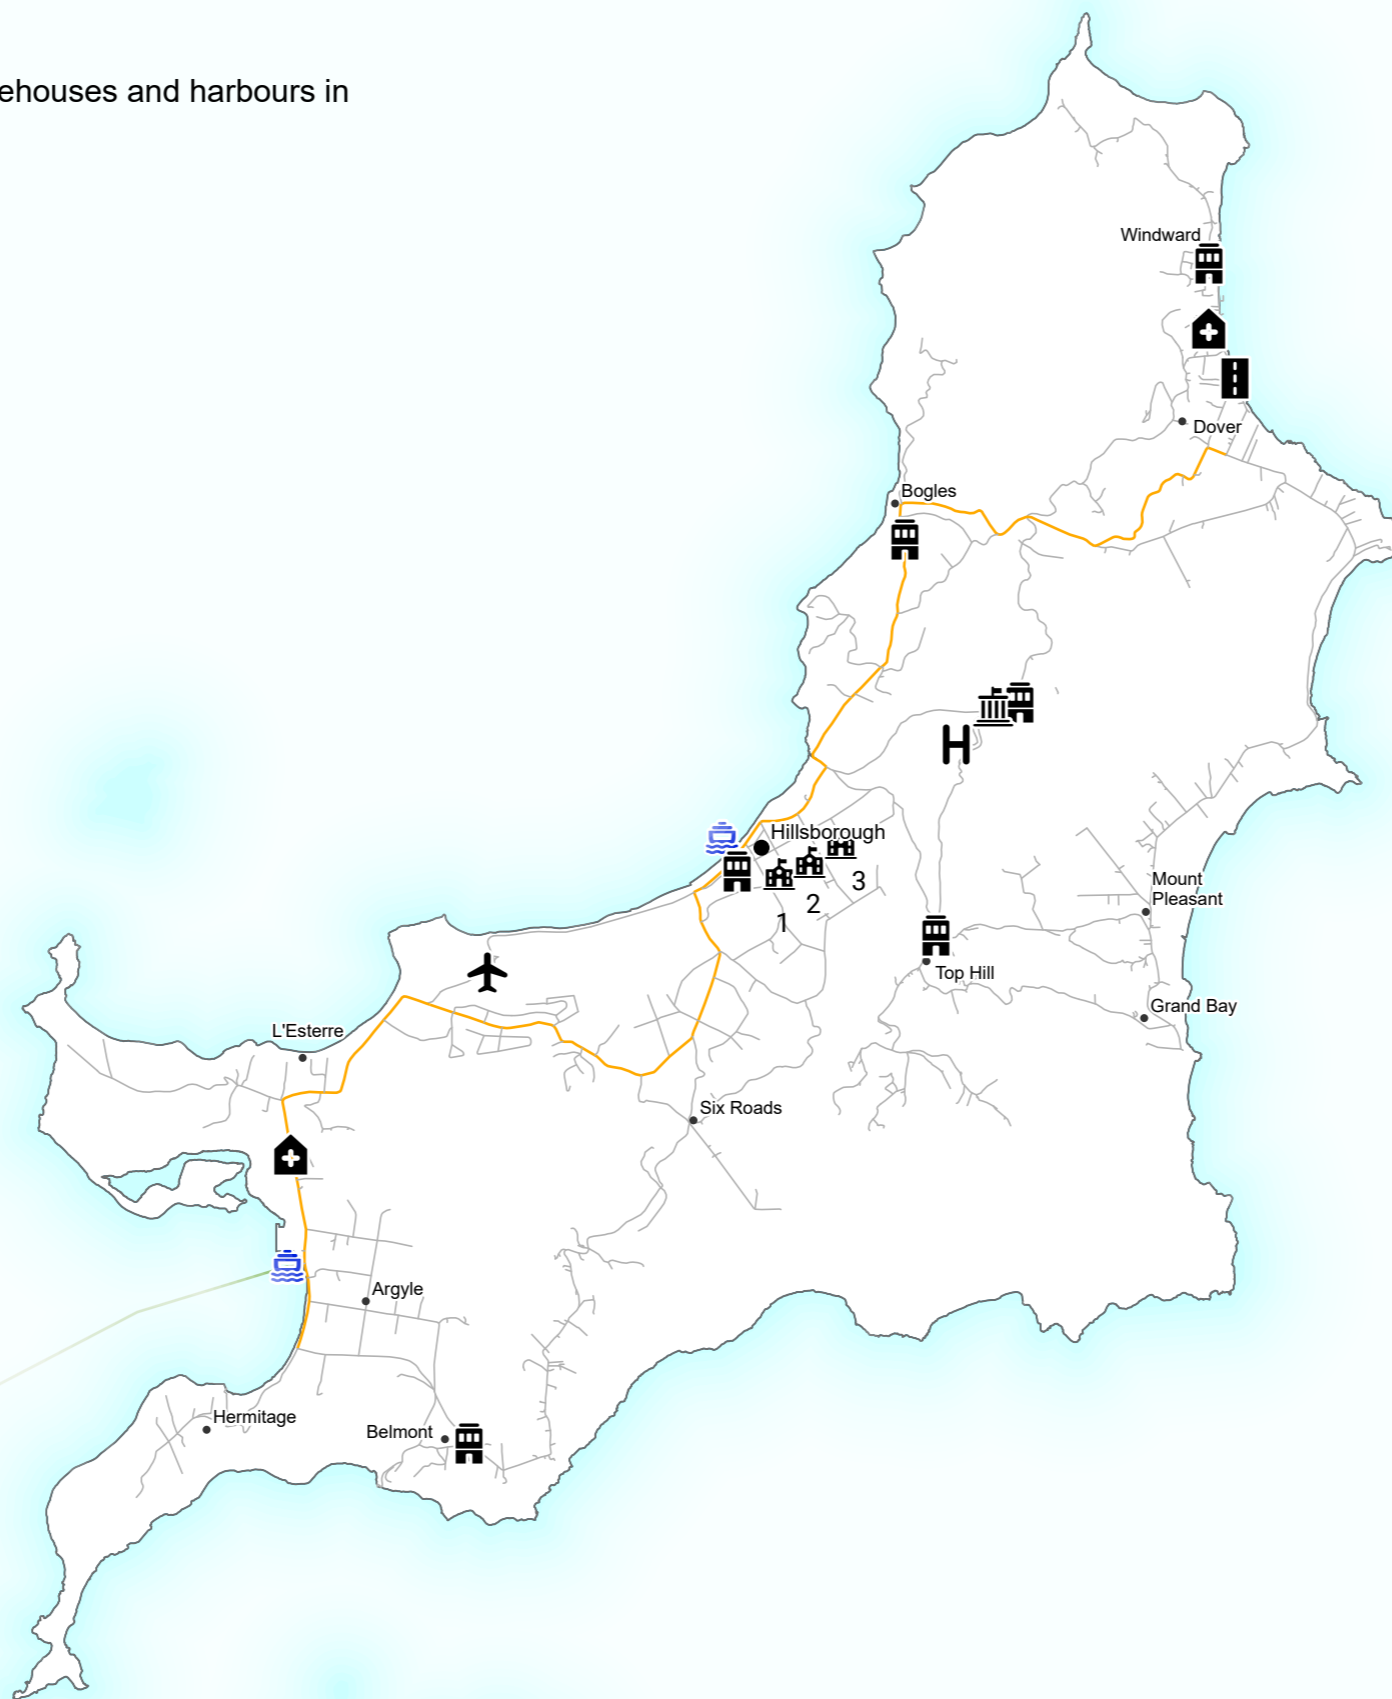 ehouses and harbours in
Windward
Dover
Bogles
Hillsborough
3
2
1
Mount
Pleasant
Top Hill
Grand Bay
L'Esterre
Six Roads
Argyle
Hermitage
Belmont
H